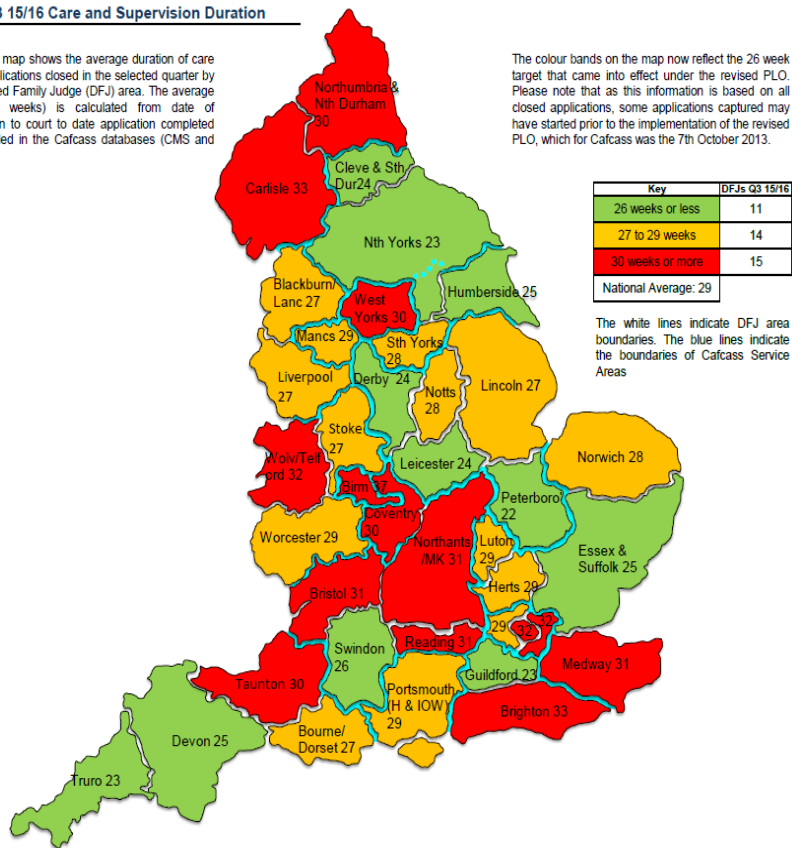 3 15/16 Care and Supervision Duration
map shows the average duration of care
lications closed in the selected quarter by
ed Family Judge (DFJ) area. The average
weeks) is calculated from date of
n to court to date application completed
led in the Cafcass databases (CMS and
The colour bands on the map now reflect the 26 week
target that came into effect under the revised PLO.
Please note that as this information is based on all
closed applications, some applications captured may
have started prior to the implementation of the revised
PLO, which for Cafcass was the 7th October 2013.
Key DFJs Q3 15/16
26 weeks or less 11
27 to 29 weeks 14
30 weeks or more 15
National Average: 29
The white lines indicate DFJ area
boundaries. The blue lines indicate
the boundaries of Cafcass Service
Areas
Northumbria &
Nth Durham
30
Carlisle 33
Cleve & Sth
Dur24
Nth Yorks 23
Blackburn/
Lanc 27
West
Yorks 30
Humberside 25
Mancs 29
Sth Yorks
28
Liverpool
27
Derby 24
Notts
28
Lincoln 27
Stoke
27
Wolv/Telf
ord 32
Leicester 24
Norwich 28
Birm 37
Peterboro
22
Coventry
30
Worcester 29
Northants
/MK 31
Luton
29
Essex &
Suffolk 25
Herts 29
Bristol 31
29
32
32
Swindon
26
Reading 31
Medway 31
Guildford 23
Taunton 30
Portsmouth
(H & IOW)
29
Brighton 33
Bourne/
Dorset 27
Devon 25
Truro 23